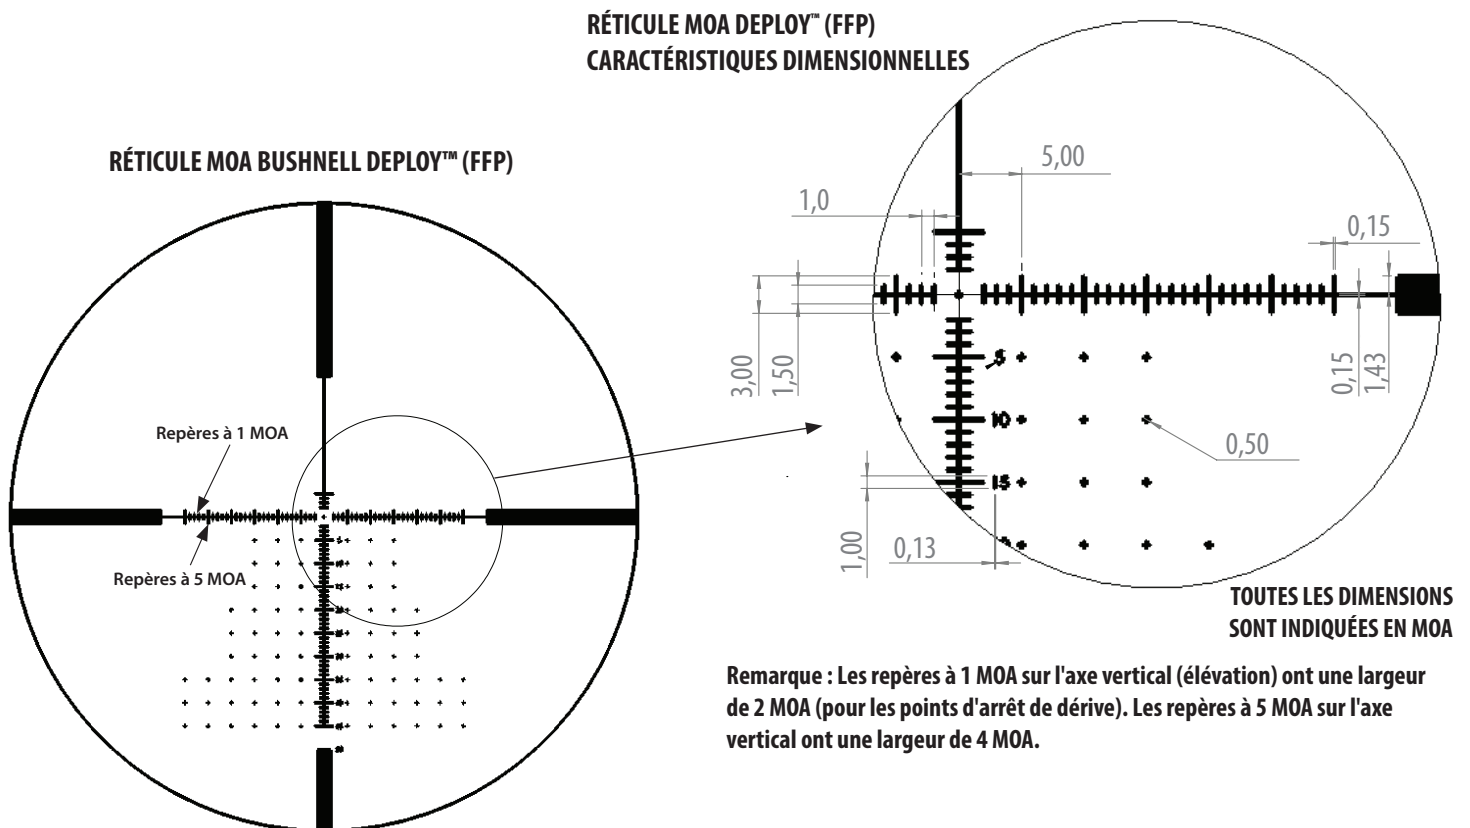 RÉTICULE MOA DEPLOY™ (FFP)
CARACTÉRISTIQUES DIMENSIONNELLES
RÉTICULE MOA BUSHNELL DEPLOY™ (FFP)
5,00
1,0
0,15
3,00
1,50
0,15
1,43
5
10
0,50
15
1,00
0,13
Repères à 1 MOA
Repères à 5 MOA
TOUTES LES DIMENSIONS
SONT INDIQUÉES EN MOA
Remarque : Les repères à 1 MOA sur l'axe vertical (élévation) ont une largeur
de 2 MOA (pour les points d'arrêt de dérive). Les repères à 5 MOA sur l'axe
vertical ont une largeur de 4 MOA.